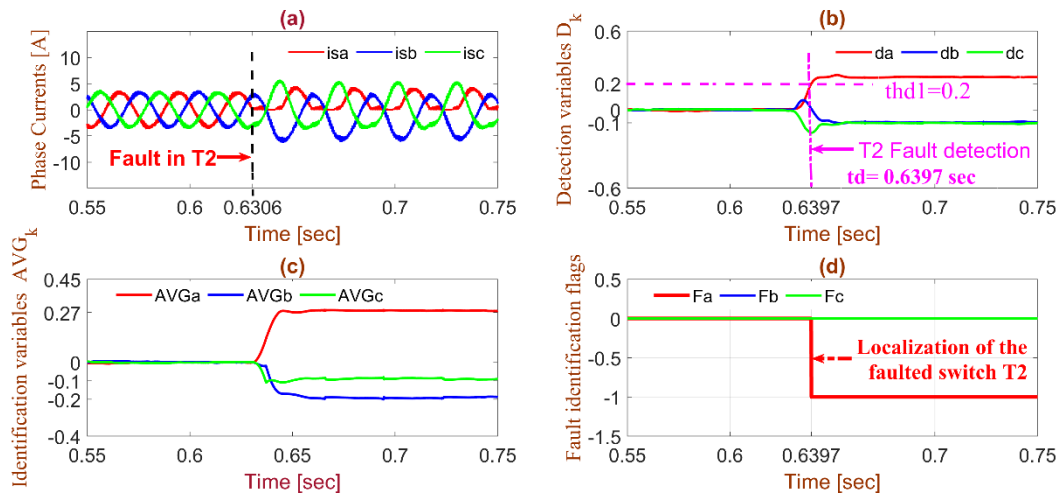 (a)
Phase Currents [A]
isa isb isc
10
5
0
-5
-10
Fault in T2
0.55 0.6 0.6306 0.7 0.75
Time [sec]
(b)
Detection variables D_k
da db dc
0.6
0.2
0
-0.1
-0.6
thd1=0.2
T2 Fault detection
td= 0.6397 sec
0.55 0.6 0.6397 0.7 0.75
Time [sec]
(c)
Identification variables AVG_k
AVGa AVGb AVGc
0.45
0.27
0
-0.1
-0.2
-0.4
0.55 0.6 0.65 0.7 0.75
Time [sec]
(d)
Fault identification flags
Fa Fb Fc
0.5
0
-0.5
-1
-1.5
Localization of the
faulted switch T2
0.55 0.6 0.6397 0.7 0.75
Time [sec]